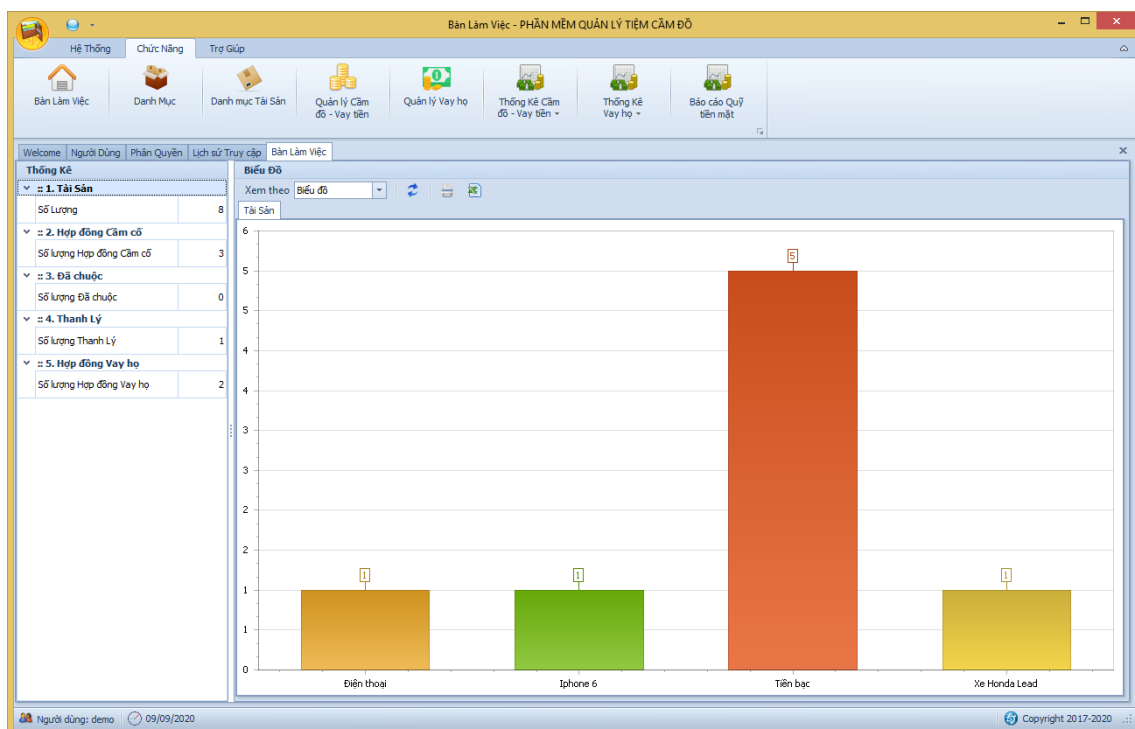 Bàn Làm Việc - PHẦN MỀM QUẢN LÝ TIỆM CẦM ĐỒ
Hệ Thống Chức Năng Trợ Giúp
Bàn Làm Việc
Danh Mục
Danh mục Tài Sản
Quản lý Cầm
đồ - Vay tiền
Quản lý Vay họ
Thống Kê Cầm
đồ - Vay tiền
Thống Kê
Vay họ
Báo cáo Quỹ
tiền mặt
Welcome Người Dùng Phân Quyền Lịch sử Truy cập Bàn Làm Việc
Thống Kê
:: 1. Tài Sản
Số Lượng 8
:: 2. Hợp đồng Cầm cố
Số lượng Hợp đồng Cầm cố 3
:: 3. Đã chuộc
Số lượng Đã chuộc 0
:: 4. Thanh Lý
Số lượng Thanh Lý 1
:: 5. Hợp đồng Vay họ
Số lượng Hợp đồng Vay họ 2
Biểu Đồ
Xem theo Biểu đồ
Tài Sản
6
5
5
4
4
3
3
2
2
1
1
0
1
1
5
1
Điện thoại Iphone 6 Tiền bạc Xe Honda Lead
Người dùng: demo 09/09/2020 Copyright 2017-2020